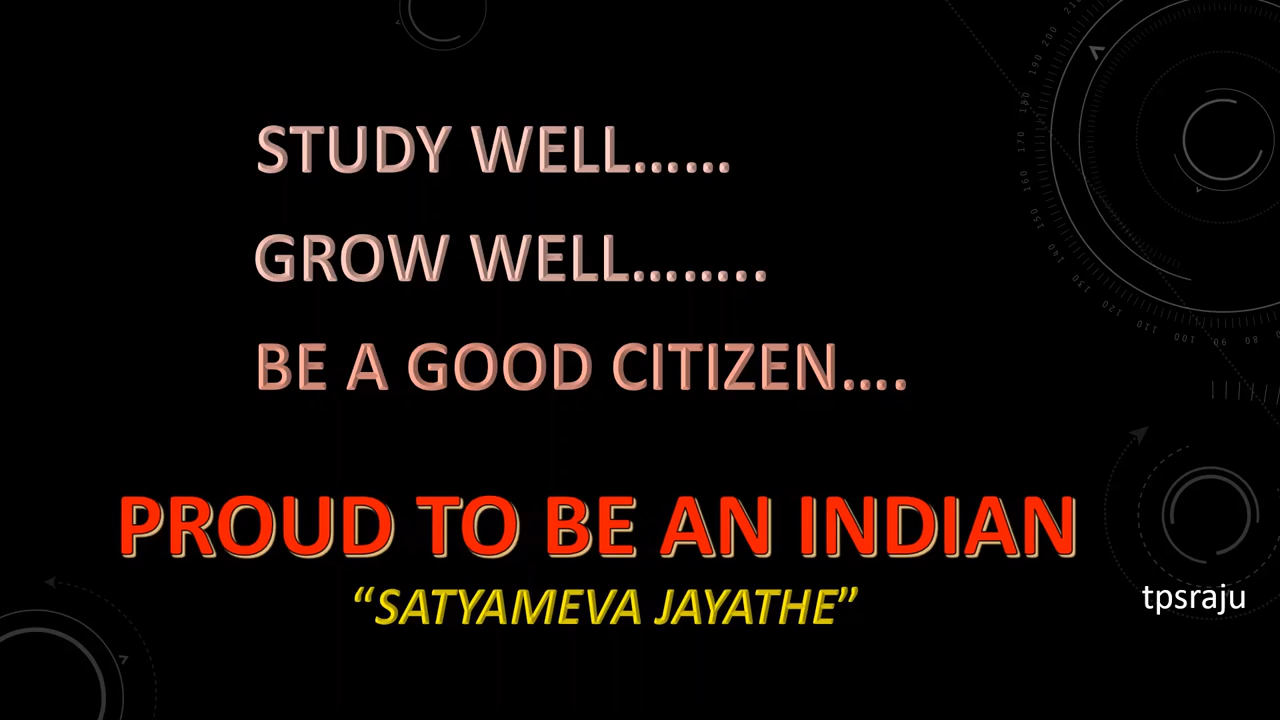 STUDY WELL……
GROW WELL……..
BE A GOOD CITIZEN….
PROUD TO BE AN INDIAN
“SATYAMEVA JAYATHE”
tpsraju